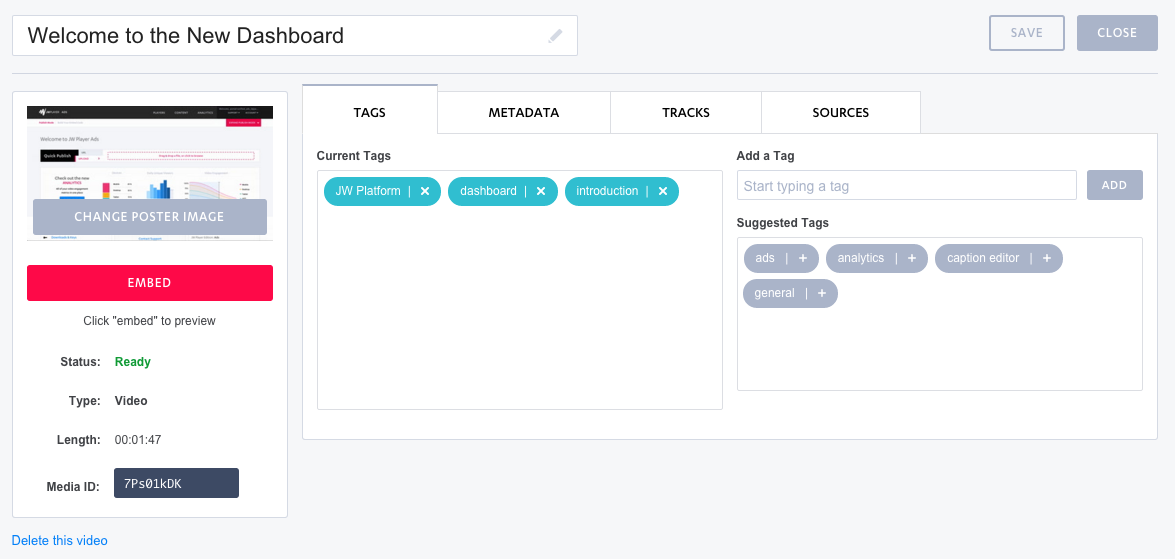 Welcome to the New Dashboard
SAVE
CLOSE
TAGS
METADATA
TRACKS
SOURCES
Welcome to JW Player Ads
Quick Publish
Check out the new
ANALYTICS
CHANGE POSTER IMAGE
EMBED
Click "embed" to preview
Status: Ready
Type: Video
Length: 00:01:47
Media ID: 7Ps01kDK
Delete this video
Current Tags
JW Platform | ×
dashboard | ×
introduction | ×
Add a Tag
Start typing a tag
ADD
Suggested Tags
ads | +
analytics | +
caption editor | +
general | +